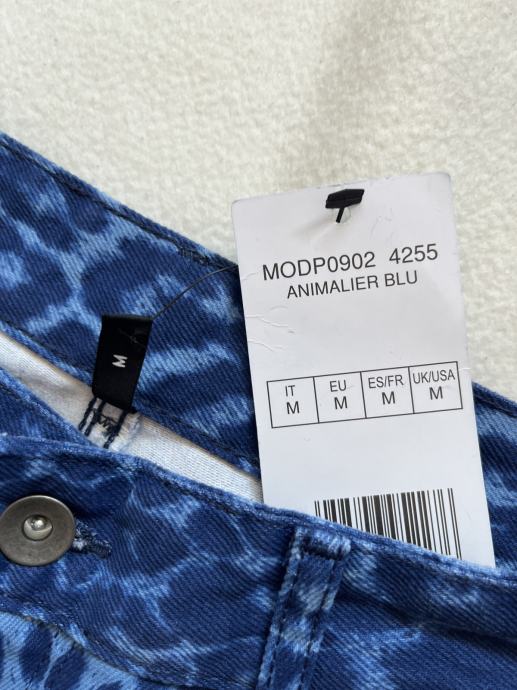 MODP0902 4255
ANIMALIER BLU
IT EU ES/FR UK/USA
M M M M
M